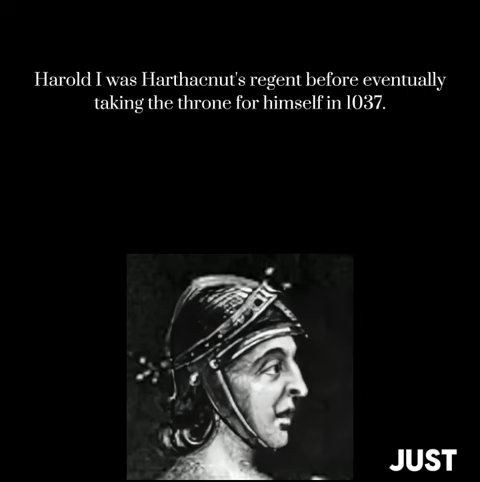 Harold I was Harthacnut's regent before eventually
taking the throne for himself in 1037.
JUST